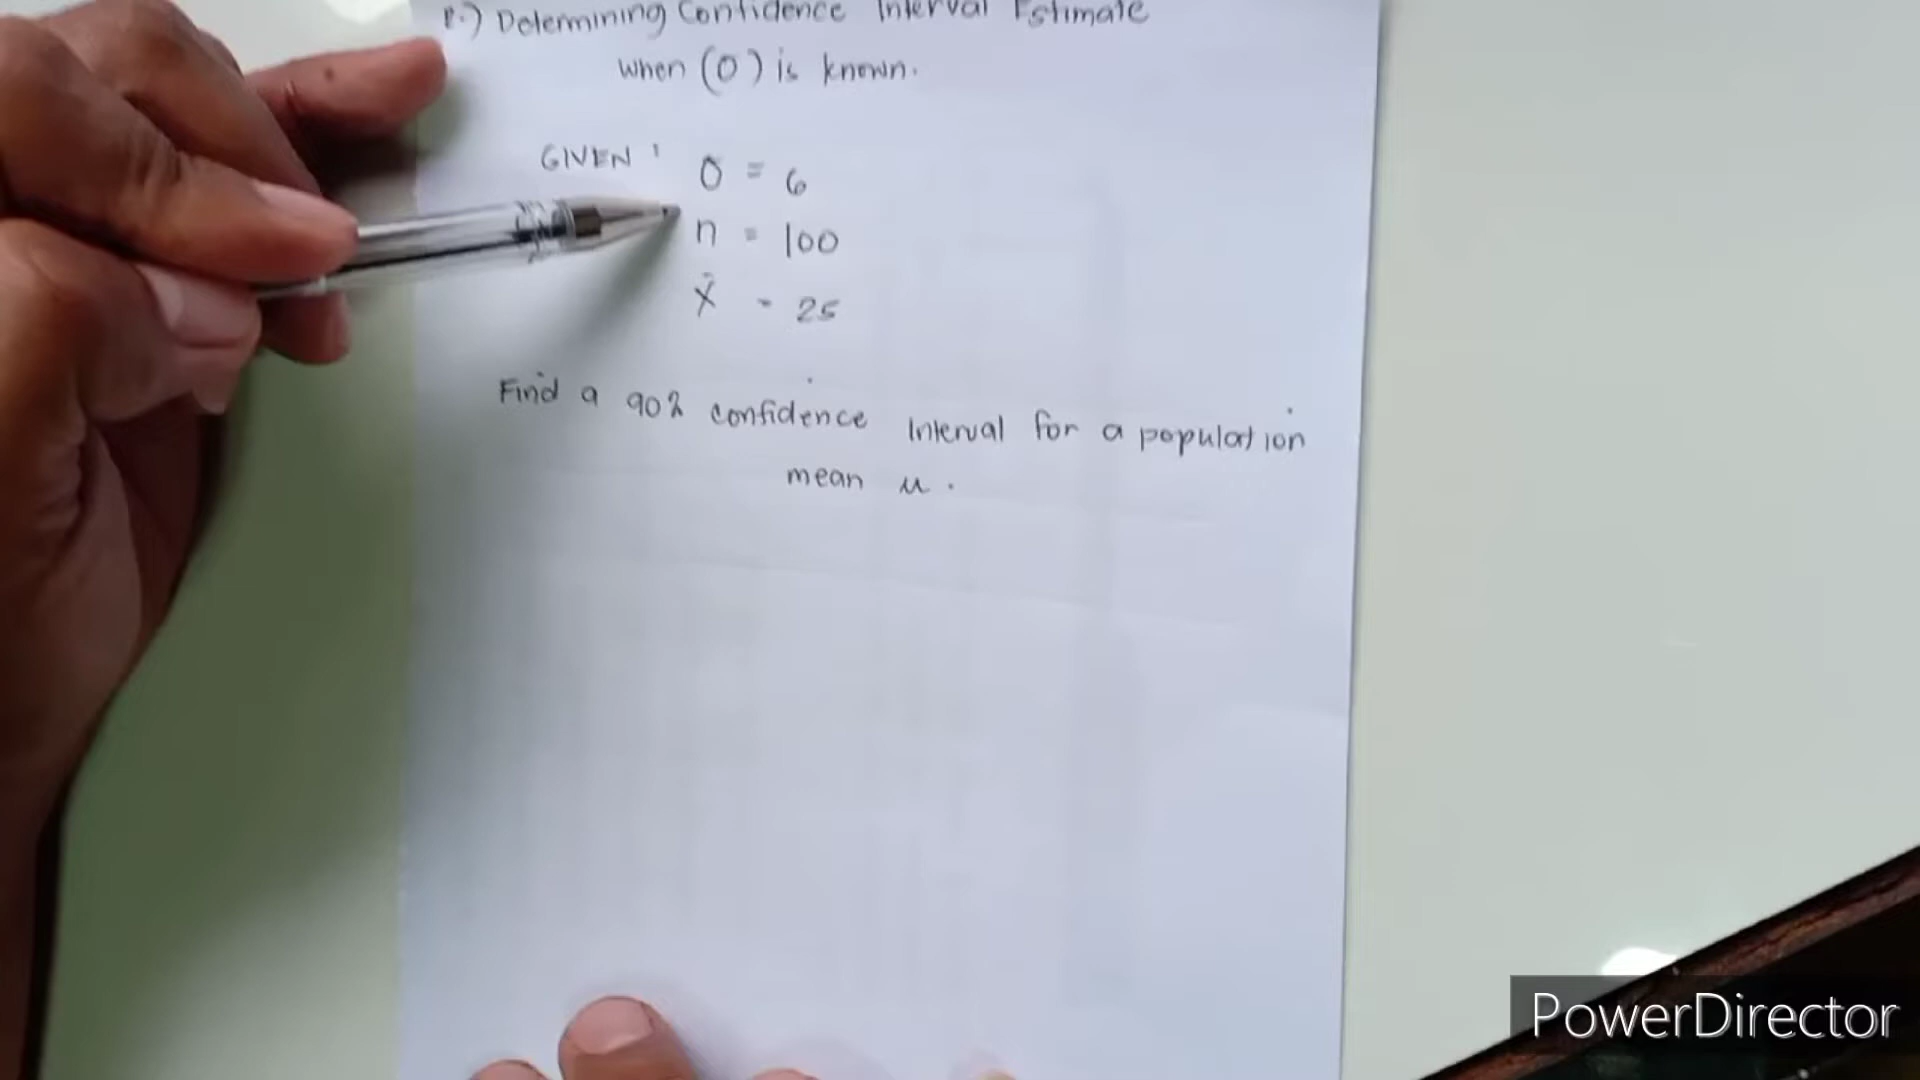 Determining Confidence Interval Estimate
when (σ) is known.
GIVEN :
σ = 6
n = 100
x̄ = 25
Find a 90% confidence interval for a population
mean μ.
PowerDirector